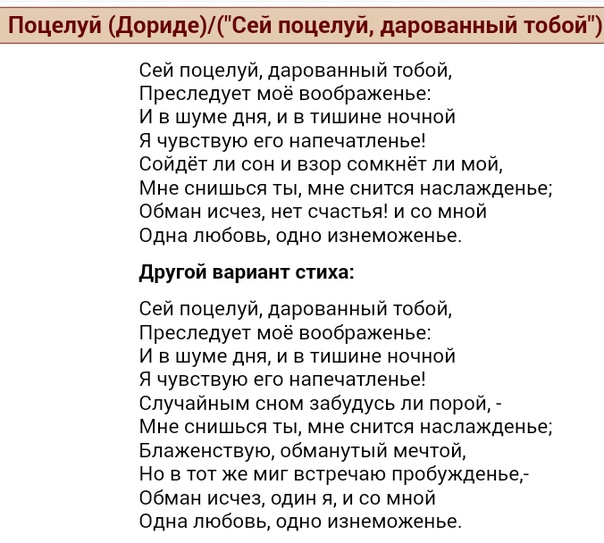 Поцелуй (Дориде)/("Сей поцелуй, дарованный тобой")
Сей поцелуй, дарованный тобой,
Преследует моё воображенье:
И в шуме дня, и в тишине ночной
Я чувствую его напечатленье!
Сойдёт ли сон и взор сомкнёт ли мой,
Мне снишься ты, мне снится наслажденье;
Обман исчез, нет счастья! и со мной
Одна любовь, одно изнеможенье.
Другой вариант стиха:
Сей поцелуй, дарованный тобой,
Преследует моё воображенье:
И в шуме дня, и в тишине ночной
Я чувствую его напечатленье!
Случайным сном забудусь ли порой, -
Мне снишься ты, мне снится наслажденье;
Блаженствую, обманутый мечтой,
Но в тот же миг встречаю пробужденье,-
Обман исчез, один я, и со мной
Одна любовь, одно изнеможенье.